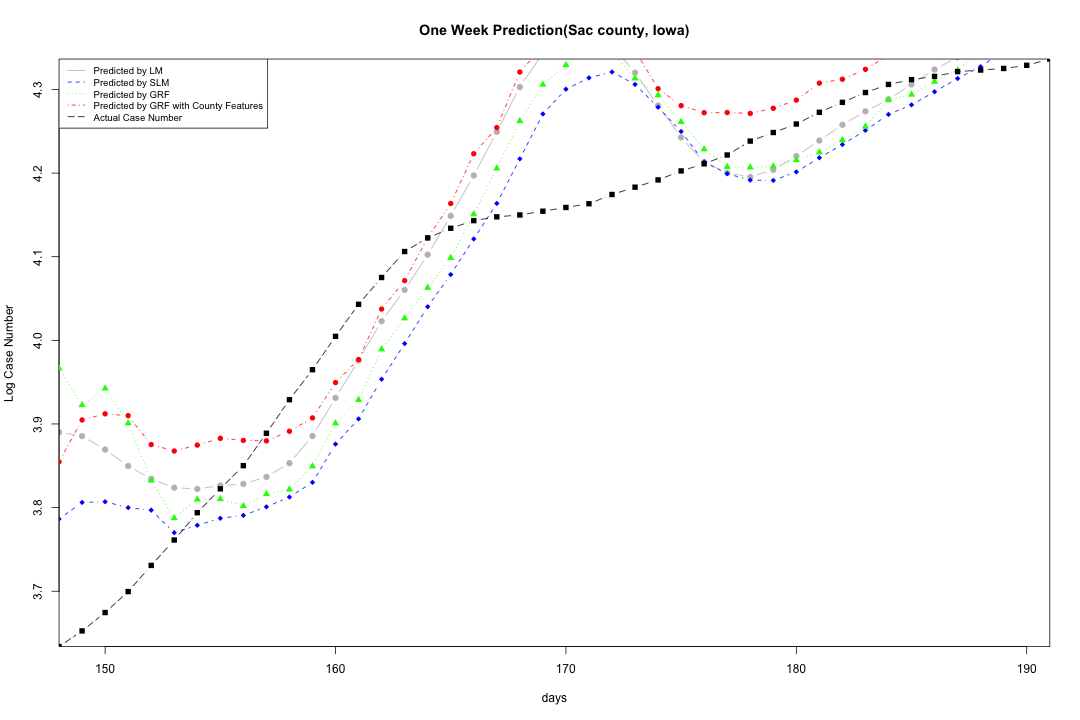 One Week Prediction(Sac county, Iowa)
Predicted by LM
Predicted by SLM
Predicted by GRF
Predicted by GRF with County Features
Actual Case Number
Log Case Number
4.3
4.2
4.1
4.0
3.9
3.8
3.7
150 160 170 180 190
days